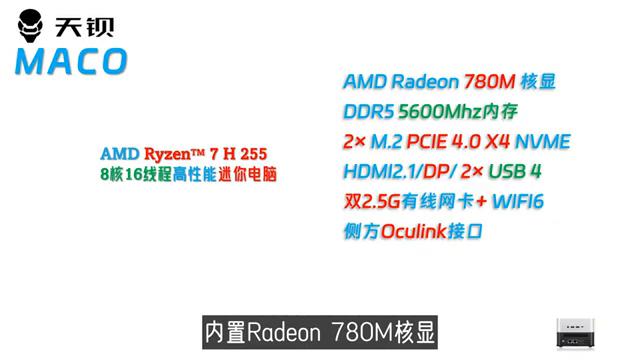 天钡
MACO
AMD Ryzen™ 7 H 255
8核16线程高性能迷你电脑
AMD Radeon 780M 核显
DDR5 5600Mhz内存
2× M.2 PCIE 4.0 X4 NVME
HDMI2.1/DP/ 2× USB 4
双2.5G有线网卡+ WIFI6
侧方Oculink接口
内置Radeon 780M核显